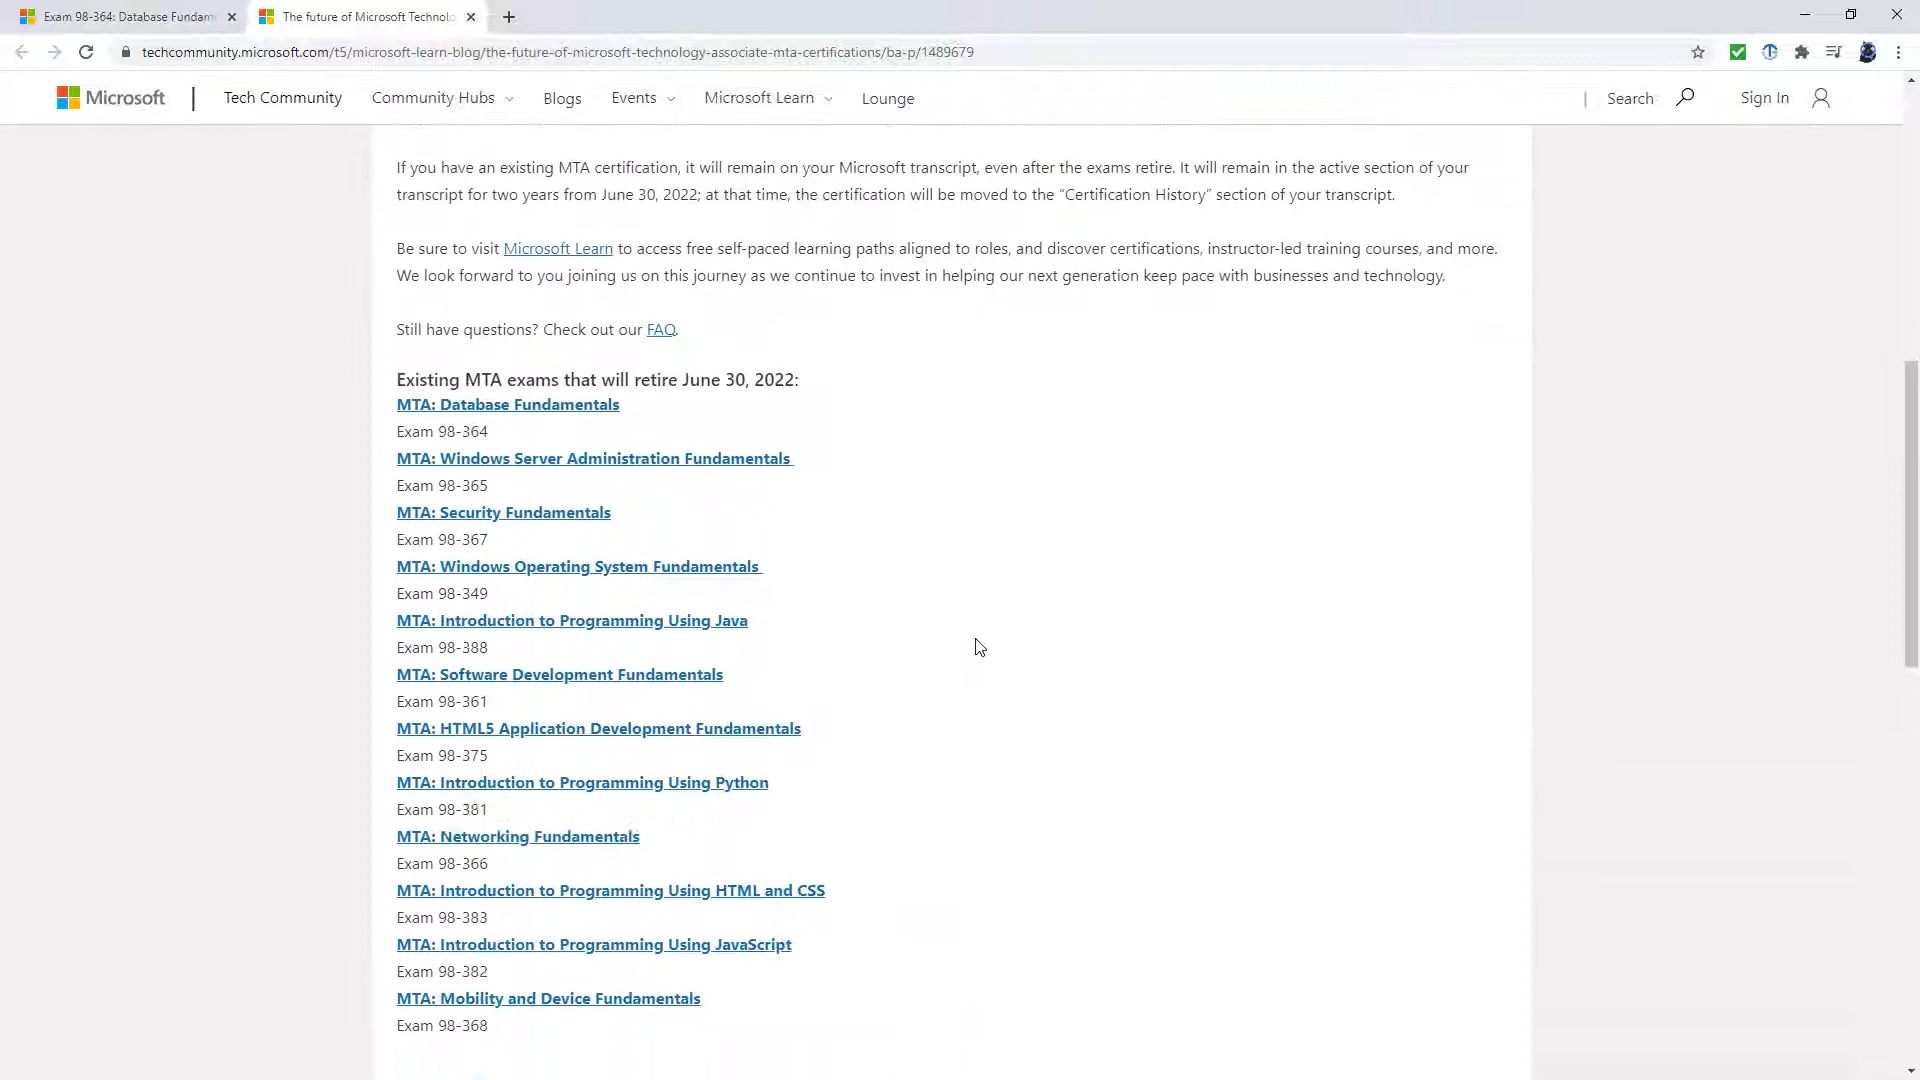 Exam 98-364: Database Fundam
The future of Microsoft Technolo
techcommunity.microsoft.com/t5/microsoft-learn-blog/the-future-of-microsoft-technology-associate-mta-certifications/ba-p/1489679
Microsoft | Tech Community Community Hubs Blogs Events Microsoft Learn Lounge | Search Sign In
If you have an existing MTA certification, it will remain on your Microsoft transcript, even after the exams retire. It will remain in the active section of your
transcript for two years from June 30, 2022; at that time, the certification will be moved to the “Certification History” section of your transcript.
Be sure to visit Microsoft Learn to access free self-paced learning paths aligned to roles, and discover certifications, instructor-led training courses, and more.
We look forward to you joining us on this journey as we continue to invest in helping our next generation keep pace with businesses and technology.
Still have questions? Check out our FAQ.
Existing MTA exams that will retire June 30, 2022:
MTA: Database Fundamentals
Exam 98-364
MTA: Windows Server Administration Fundamentals
Exam 98-365
MTA: Security Fundamentals
Exam 98-367
MTA: Windows Operating System Fundamentals
Exam 98-349
MTA: Introduction to Programming Using Java
Exam 98-388
MTA: Software Development Fundamentals
Exam 98-361
MTA: HTML5 Application Development Fundamentals
Exam 98-375
MTA: Introduction to Programming Using Python
Exam 98-381
MTA: Networking Fundamentals
Exam 98-366
MTA: Introduction to Programming Using HTML and CSS
Exam 98-383
MTA: Introduction to Programming Using JavaScript
Exam 98-382
MTA: Mobility and Device Fundamentals
Exam 98-368